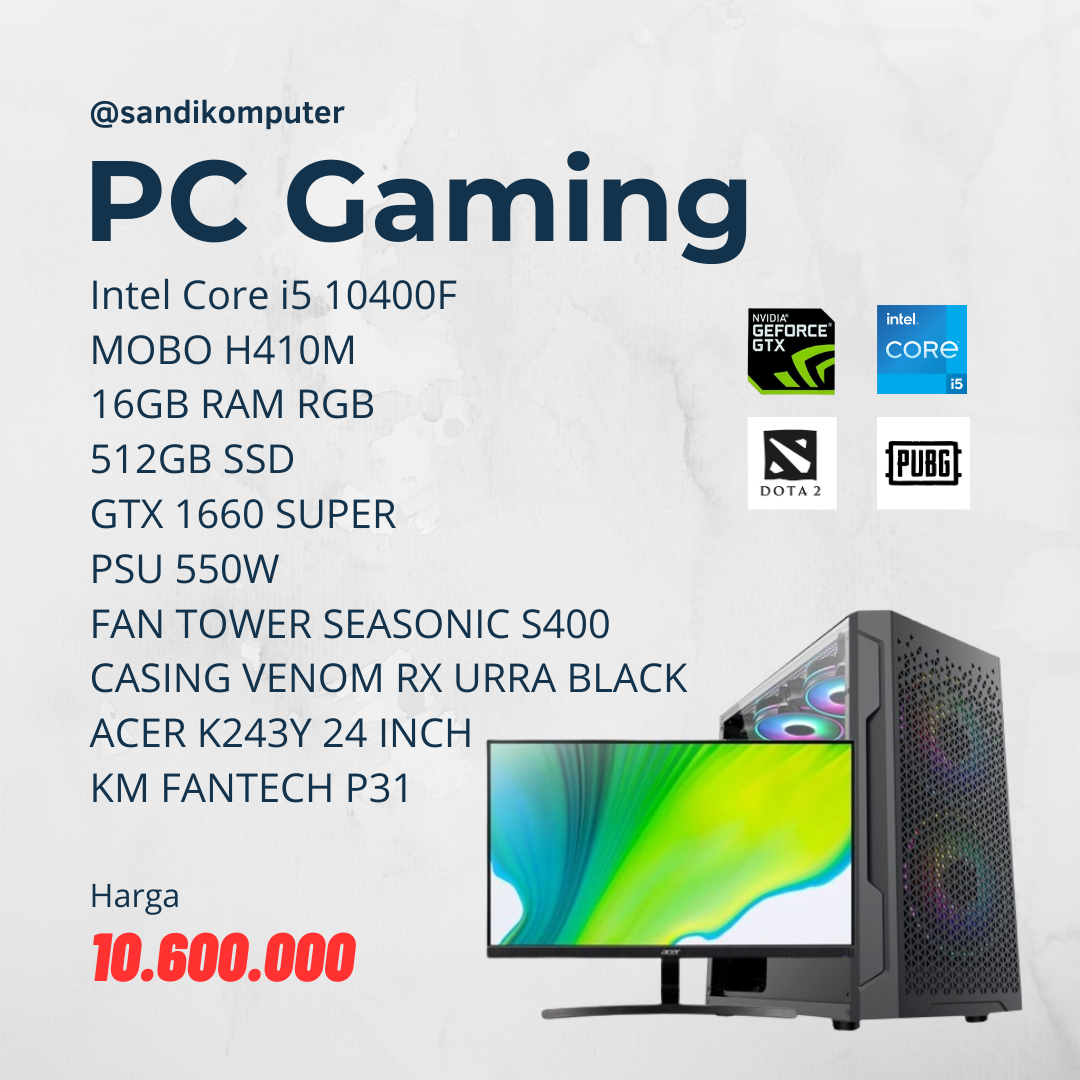 @sandikomputer
PC Gaming
Intel Core i5 10400F
MOBO H410M
16GB RAM RGB
512GB SSD
GTX 1660 SUPER
PSU 550W
FAN TOWER SEASONIC S400
CASING VENOM RX URRA BLACK
ACER K243Y 24 INCH
KM FANTECH P31
NVIDIA®
GEFORCE®
GTX
intel.
CORE
i5
DOTA 2
PUBG
acer
Harga
10.600.000